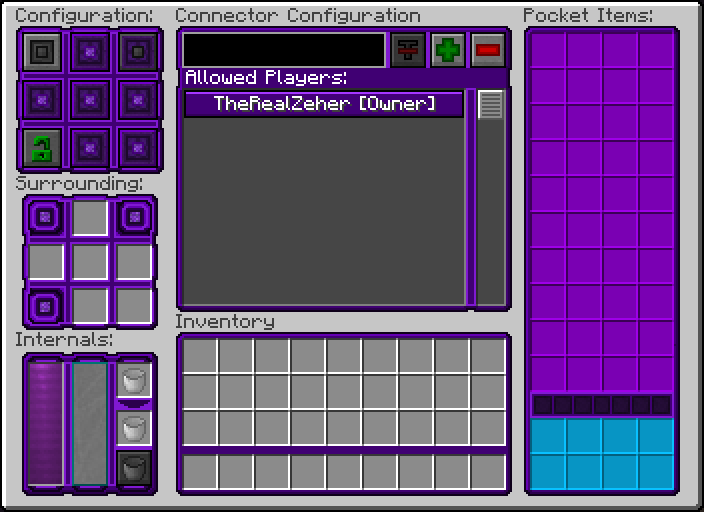 Configuration:
Connector Configuration
Pocket Items:
Allowed Players:
TheRealZeher [Owner]
Surrounding:
Inventory
Internals: